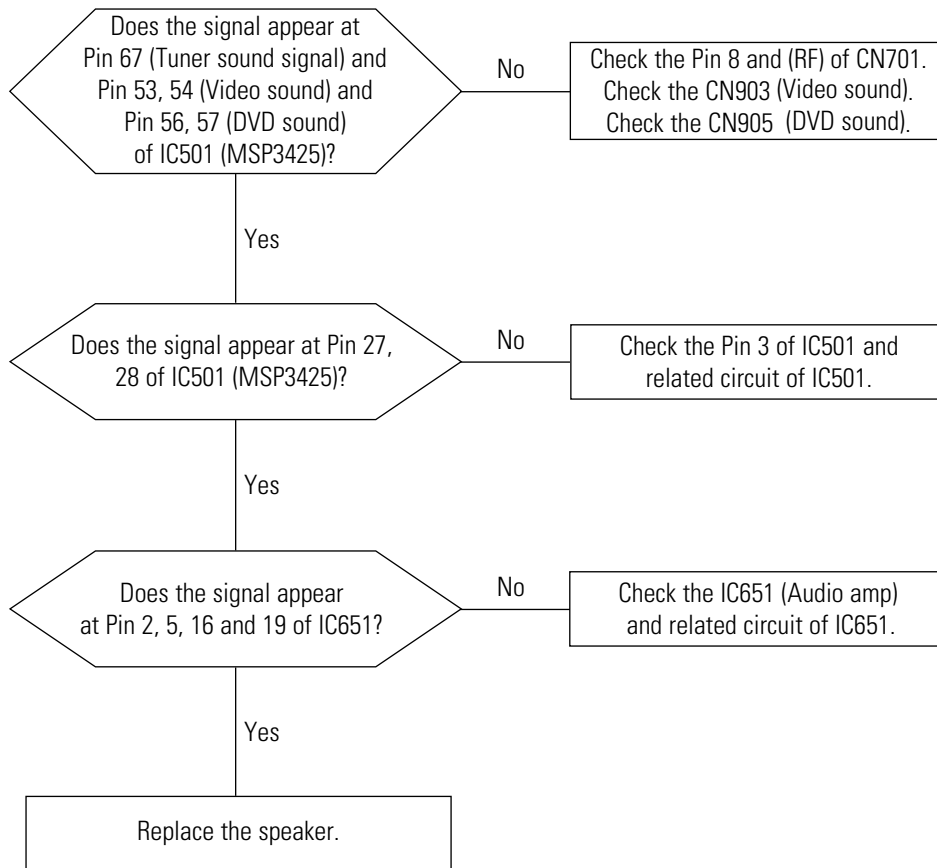 Does the signal appear at
Pin 67 (Tuner sound signal) and
Pin 53, 54 (Video sound) and
Pin 56, 57 (DVD sound)
of IC501 (MSP3425)?
No
Check the Pin 8 and (RF) of CN701.
Check the CN903 (Video sound).
Check the CN905 (DVD sound).
Yes
Does the signal appear at Pin 27,
28 of IC501 (MSP3425)?
No
Check the Pin 3 of IC501 and
related circuit of IC501.
Yes
Does the signal appear
at Pin 2, 5, 16 and 19 of IC651?
No
Check the IC651 (Audio amp)
and related circuit of IC651.
Yes
Replace the speaker.